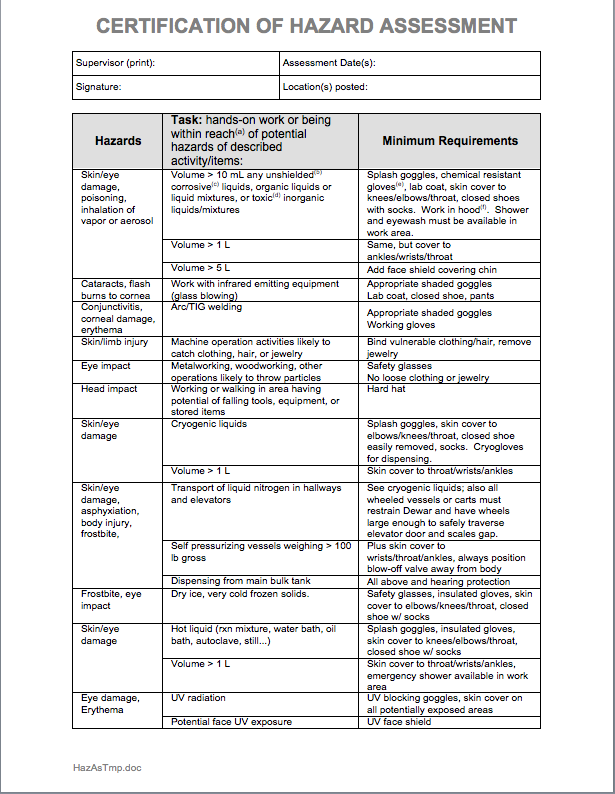 CERTIFICATION OF HAZARD ASSESSMENT
Supervisor (print):
Assessment Date(s):
Signature:
Location(s) posted:
Hazards
Task: hands-on work or being
within reach(a) of potential
hazards of described
activity/items:
Minimum Requirements
Skin/eye
damage,
poisoning,
inhalation of
vapor or aerosol
Volume > 10 mL any unshielded(b)
corrosive(c) liquids, organic liquids or
liquid mixtures, or toxic(d) inorganic
liquids/mixtures
Splash goggles, chemical resistant
gloves(e), lab coat, skin cover to
knees/elbows/throat, closed shoes
with socks.  Work in hood(f).  Shower
and eyewash must be available in
work area.
Volume > 1 L
Same, but cover to
ankles/wrists/throat
Volume > 5 L
Add face shield covering chin
Cataracts, flash
burns to cornea
Work with infrared emitting equipment
(glass blowing)
Appropriate shaded goggles
Lab coat, closed shoe, pants
Conjunctivitis,
corneal damage,
erythema
Arc/TIG welding
Appropriate shaded goggles
Working gloves
Skin/limb injury
Machine operation activities likely to
catch clothing, hair, or jewelry
Bind vulnerable clothing/hair, remove
jewelry
Eye impact
Metalworking, woodworking, other
operations likely to throw particles
Safety glasses
No loose clothing or jewelry
Head impact
Working or walking in area having
potential of falling tools, equipment, or
stored items
Hard hat
Skin/eye
damage
Cryogenic liquids
Splash goggles, skin cover to
elbows/knees/throat, closed shoe
easily removed, socks.  Cryogloves
for dispensing.
Volume > 1 L
Skin cover to throat/wrists/ankles
Skin/eye
damage,
asphyxiation,
body injury,
frostbite,
Transport of liquid nitrogen in hallways
and elevators
See cryogenic liquids; also all
wheeled vessels or carts must
restrain Dewar and have wheels
large enough to safely traverse
elevator door and scales gap.
Self pressurizing vessels weighing > 100
lb gross
Plus skin cover to
wrists/throat/ankles, always position
blow-off valve away from body
Dispensing from main bulk tank
All above and hearing protection
Frostbite, eye
impact
Dry ice, very cold frozen solids.
Safety glasses, insulated gloves, skin
cover to elbows/knees/throat, closed
shoe w/ socks
Skin/eye
damage
Hot liquid (rxn mixture, water bath, oil
bath, autoclave, still...)
Splash goggles, insulated gloves,
skin cover to knees/elbows/throat,
closed shoe w/ socks
Volume > 1 L
Skin cover to throat/wrists/ankles,
emergency shower available in work
area
Eye damage,
Erythema
UV radiation
UV blocking goggles, skin cover on
all potentially exposed areas
Potential face UV exposure
UV face shield
HazAsTmp.doc